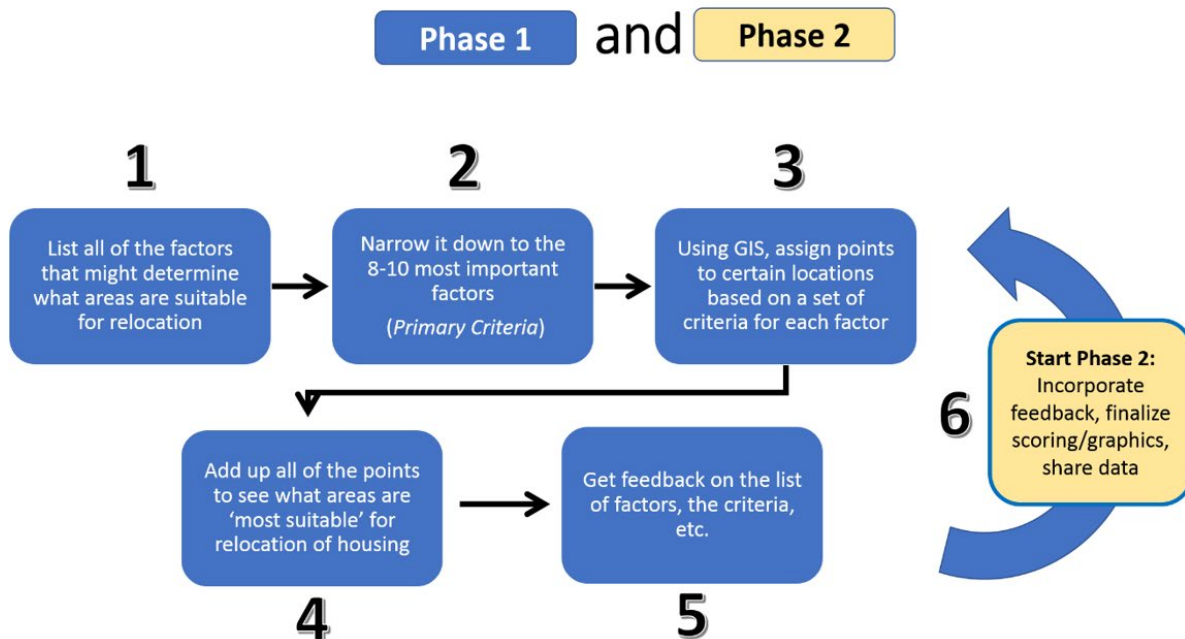 Phase 1 and Phase 2
1
2
3
List all of the factors
that might determine
what areas are suitable
for relocation
Narrow it down to the
8-10 most important
factors
(Primary Criteria)
Using GIS, assign points
to certain locations
based on a set of
criteria for each factor
Add up all of the points
to see what areas are
‘most suitable’ for
relocation of housing
4
Get feedback on the list
of factors, the criteria,
etc.
5
6
Start Phase 2:
Incorporate
feedback, finalize
scoring/graphics,
share data